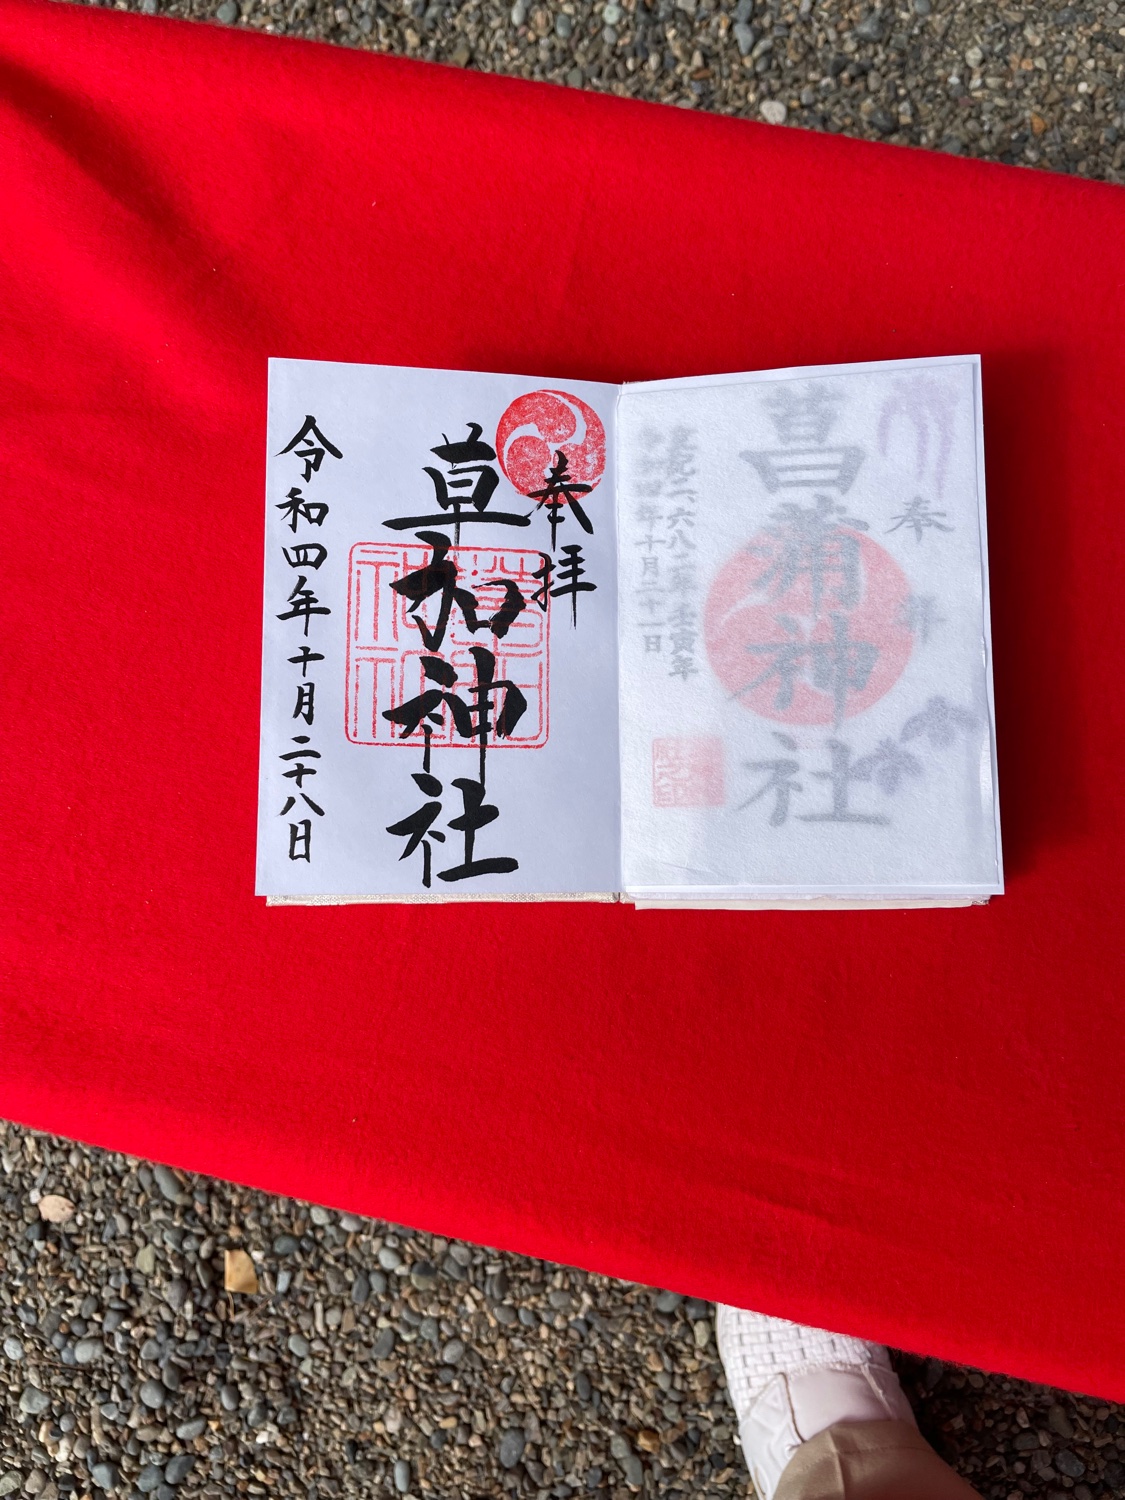 奉拝
草加神社
令和四年十月二十八日
奉拝
菖蒲神社
皇紀二六八二年壬寅年
令和四年十月二十一日